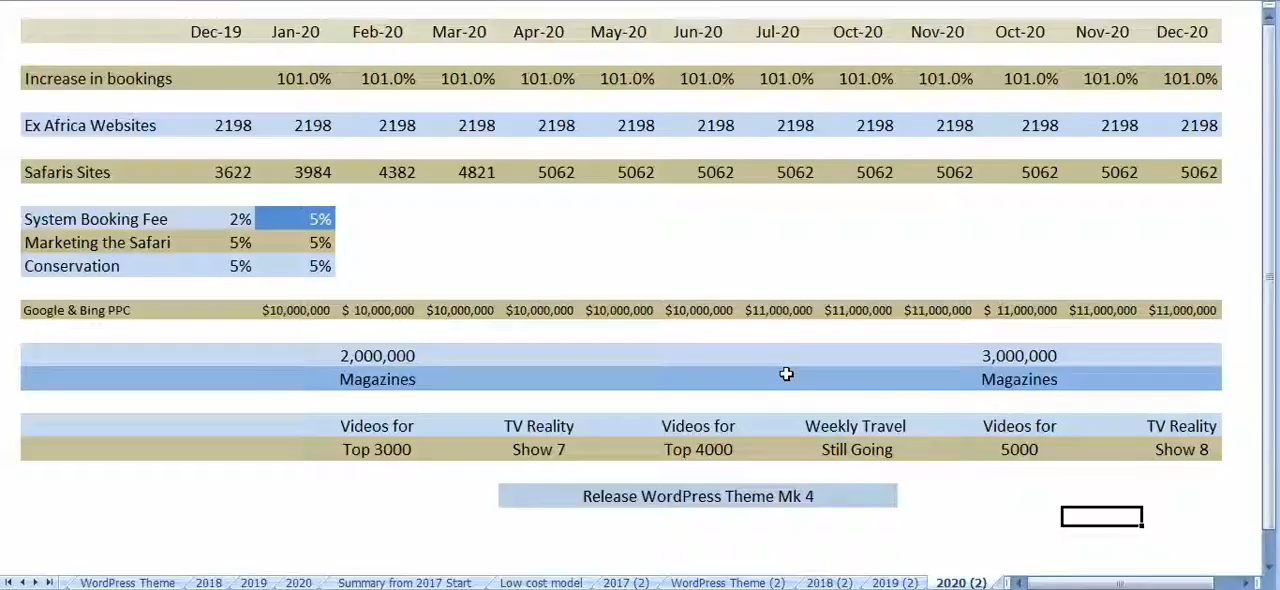 Dec-19 Jan-20 Feb-20 Mar-20 Apr-20 May-20 Jun-20 Jul-20 Oct-20 Nov-20 Oct-20 Nov-20 Dec-20
Increase in bookings 101.0% 101.0% 101.0% 101.0% 101.0% 101.0% 101.0% 101.0% 101.0% 101.0% 101.0% 101.0%
Ex Africa Websites 2198 2198 2198 2198 2198 2198 2198 2198 2198 2198 2198 2198 2198
Safaris Sites 3622 3984 4382 4821 5062 5062 5062 5062 5062 5062 5062 5062 5062
System Booking Fee 2% 5%
Marketing the Safari 5% 5%
Conservation 5% 5%
Google & Bing PPC $10,000,000 $ 10,000,000 $10,000,000 $10,000,000 $10,000,000 $10,000,000 $11,000,000 $11,000,000 $11,000,000 $ 11,000,000 $11,000,000 $11,000,000
2,000,000 3,000,000
Magazines Magazines
Videos for TV Reality Videos for Weekly Travel Videos for TV Reality
Top 3000 Show 7 Top 4000 Still Going 5000 Show 8
Release WordPress Theme Mk 4
WordPress Theme 2018 2019 2020 Summary from 2017 Start Low cost model 2017 (2) WordPress Theme (2) 2018 (2) 2019 (2) 2020 (2)